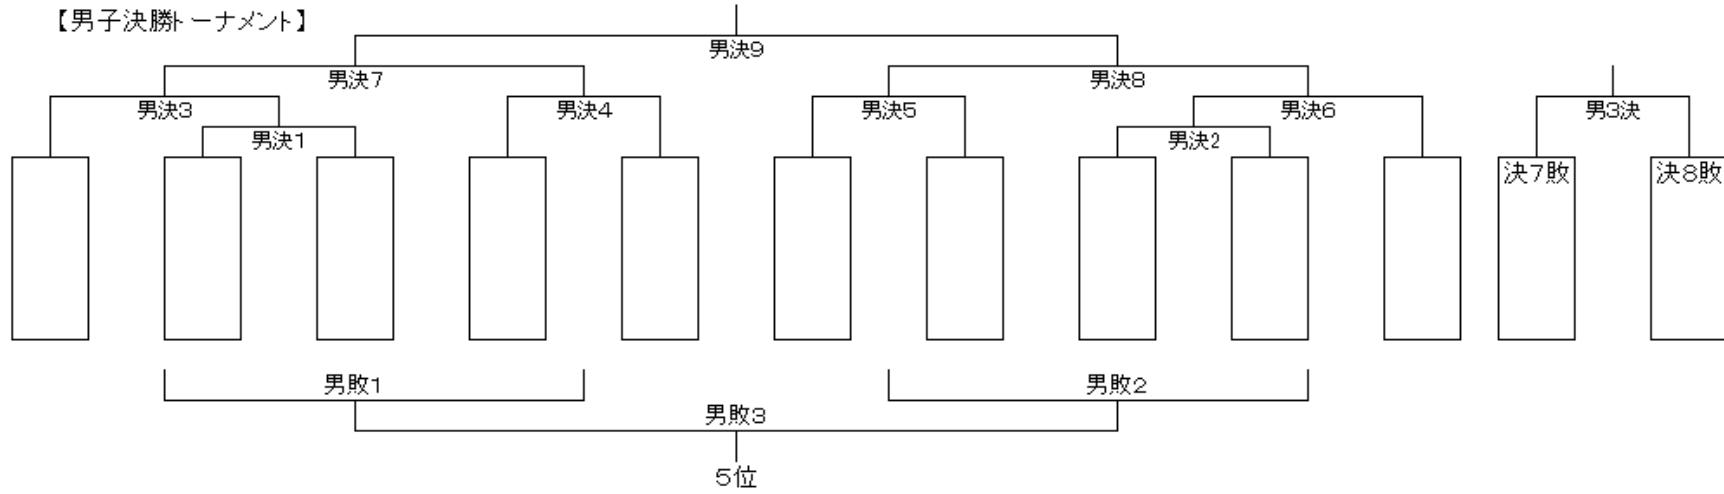 【男子決勝トーナメント】
男決9
男決7
男決8
男決3
男決4
男決5
男決6
男3決
男決1
男決2
決7敗
決8敗
男敗1
男敗2
男敗3
5位